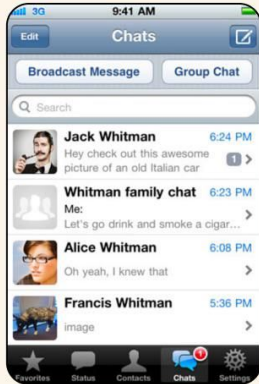 3G 9:41 AM
Edit Chats
Broadcast Message Group Chat
Search
Jack Whitman 6:24 PM
Hey check out this awesome
picture of an old Italian car 1
Whitman family chat 6:23 PM
Me:
Let's go drink and smoke a cigar...
Alice Whitman 6:08 PM
Oh yeah, I knew that
Francis Whitman 5:36 PM
image
1
Favorites Status Contacts Chats Settings